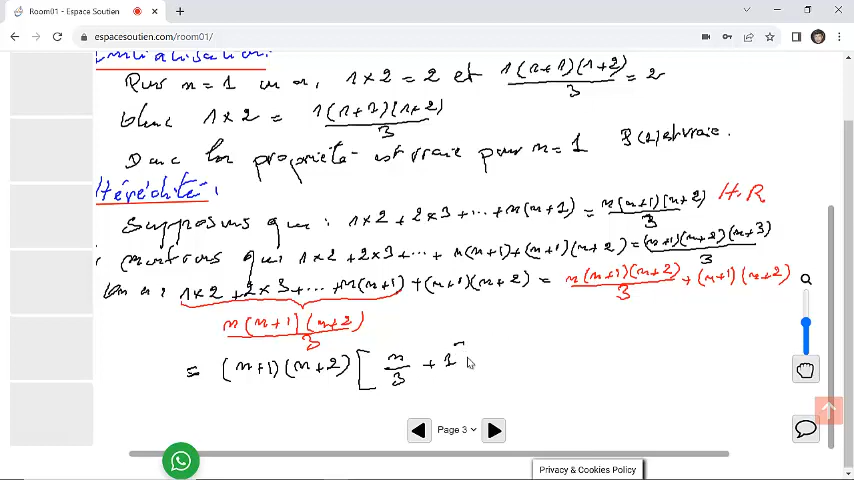 Room01 - Espace Soutien
espacesoutien.com/room01/
Initialisation:
Pour n=1 on a, 1×2 = 2 et 1(1+1)(1+2)/3 = 2
Donc 1×2 = 1(1+1)(1+2)/3
Donc la propriété est vraie pour n=1 P(1) est vraie.
Hérédité:
Supposons que: 1×2 + 2×3 + ... + n(n+1) = n(n+1)(n+2)/3 H.R
montrons que: 1×2 + 2×3 + ... + n(n+1) + (n+1)(n+2) = (n+1)(n+2)(n+3)/3
On a: 1×2 + 2×3 + ... + n(n+1) + (n+1)(n+2) = n(n+1)(n+2)/3 + (n+1)(n+2)
n(n+1)(n+2)/3
= (n+1)(n+2) [ n/3 + 1
Page 3
Privacy & Cookies Policy